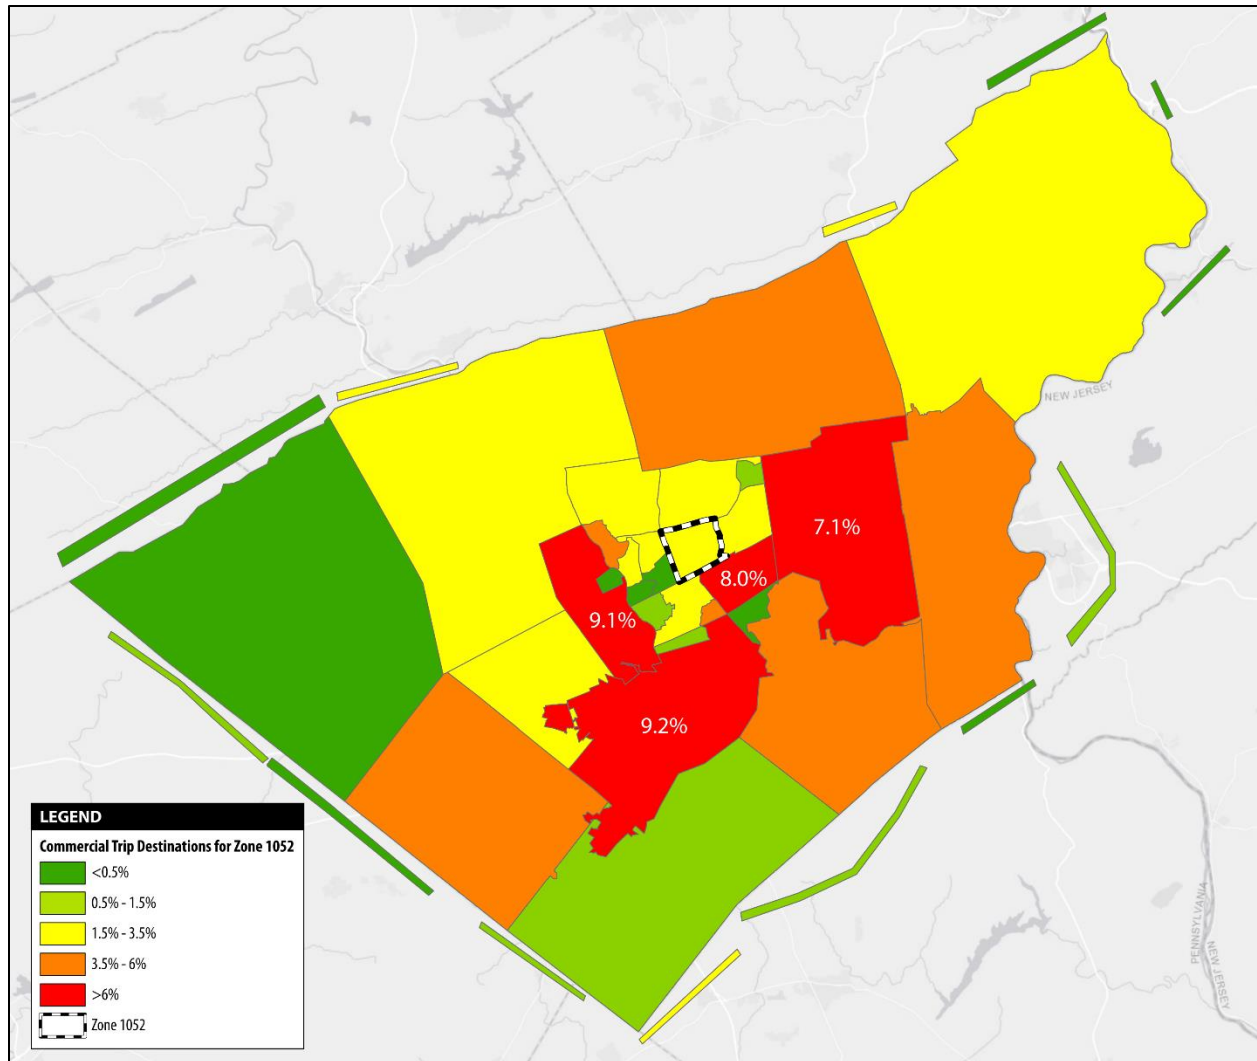 NEW JERSEY
7.1%
8.0%
9.1%
9.2%
LEGEND
Commercial Trip Destinations for Zone 1052
<0.5%
0.5% - 1.5%
1.5% - 3.5%
3.5% - 6%
>6%
Zone 1052
PENNSYLVANIA
NEW JERSEY